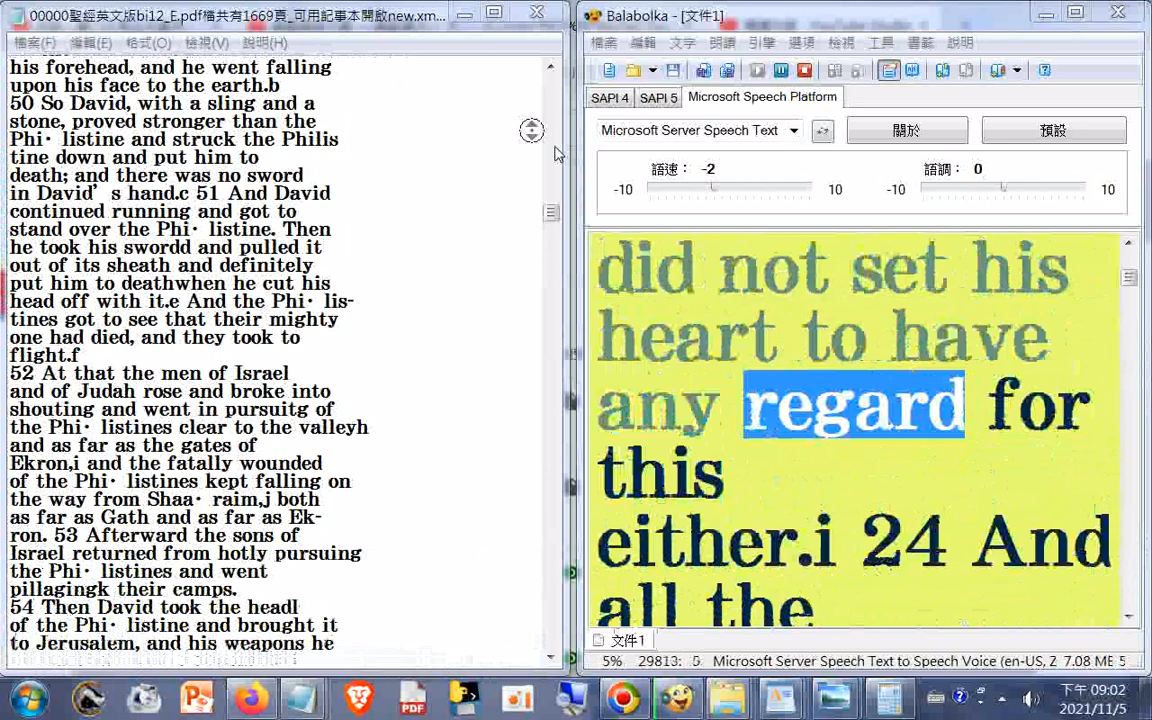 00000聖經英文版bi12_E.pdf檔共有1669頁_可用記事本開啟new.xm...
檔案(F) 編輯(E) 格式(O) 檢視(V) 說明(H)
his forehead, and he went falling
upon his face to the earth.b
50 So David, with a sling and a
stone, proved stronger than the
Phi· listine and struck the Philis
tine down and put him to
death; and there was no sword
in David’ s hand.c 51 And David
continued running and got to
stand over the Phi· listine. Then
he took his swordd and pulled it
out of its sheath and definitely
put him to deathwhen he cut his
head off with it.e And the Phi· lis-
tines got to see that their mighty
one had died, and they took to
flight.f
52 At that the men of Israel
and of Judah rose and broke into
shouting and went in pursuitg of
the Phi· listines clear to the valleyh
and as far as the gates of
Ekron,i and the fatally wounded
of the Phi· listines kept falling on
the way from Shaa· raim,j both
as far as Gath and as far as Ek-
ron. 53 Afterward the sons of
Israel returned from hotly pursuing
the Phi· listines and went
pillagingk their camps.
54 Then David took the headl
of the Phi· listine and brought it
to Jerusalem, and his weapons he
Balabolka - [文件1]
檔案 編輯 文字 朗讀 引擎 選項 檢視 工具 書籤 說明
SAPI 4 SAPI 5 Microsoft Speech Platform
Microsoft Server Speech Text 關於 預設
語速： -2 語調： 0
-10 10 -10 10
did not set his
heart to have
any regard for
this
either.i 24 And
all the
文件1
5% 29813: 5 Microsoft Server Speech Text to Speech Voice (en-US, Z 7.08 MB 5
下午 09:02
2021/11/5